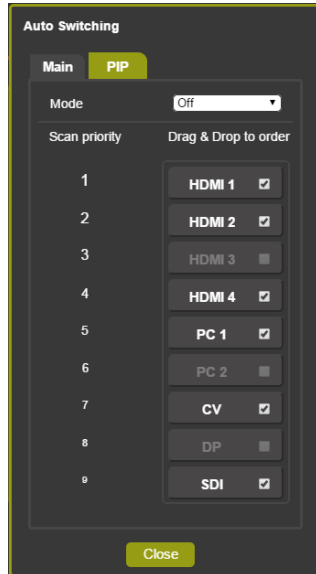 Auto Switching
Main PIP
Mode Off
Scan priority Drag & Drop to order
1 HDMI 1
2 HDMI 2
3 HDMI 3
4 HDMI 4
5 PC 1
6 PC 2
7 CV
8 DP
9 SDI
Close